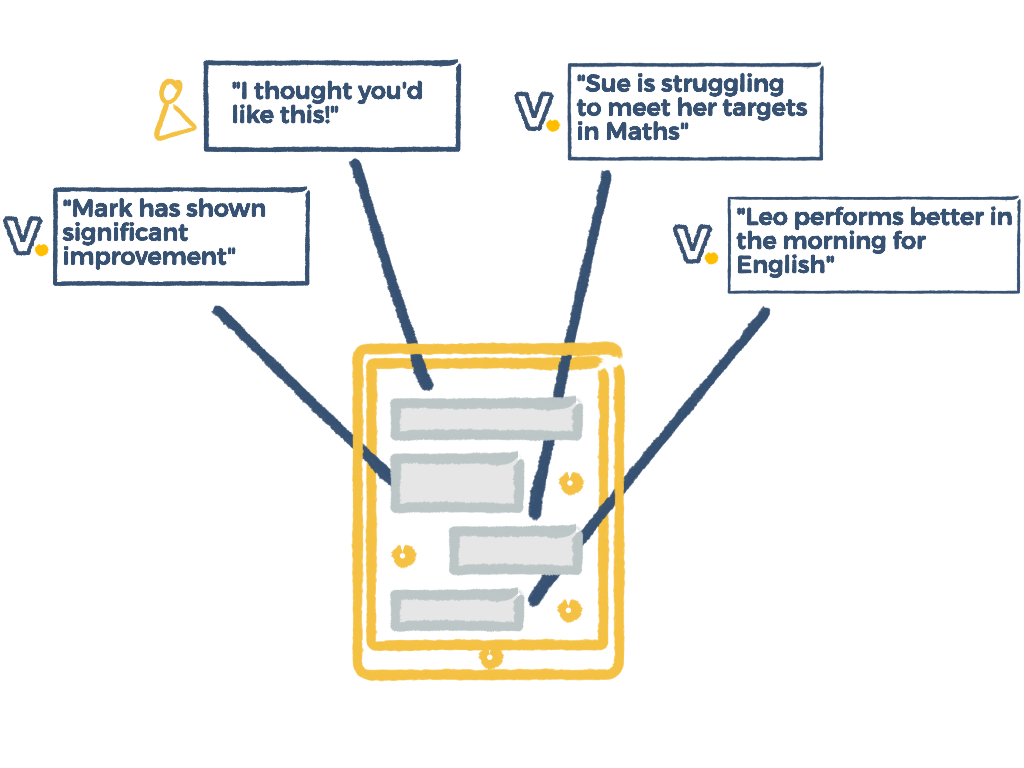 "I thought you'd
like this!"
V.
"Sue is struggling
to meet her targets
in Maths"
V.
"Mark has shown
significant
improvement"
V.
"Leo performs better in
the morning for
English"